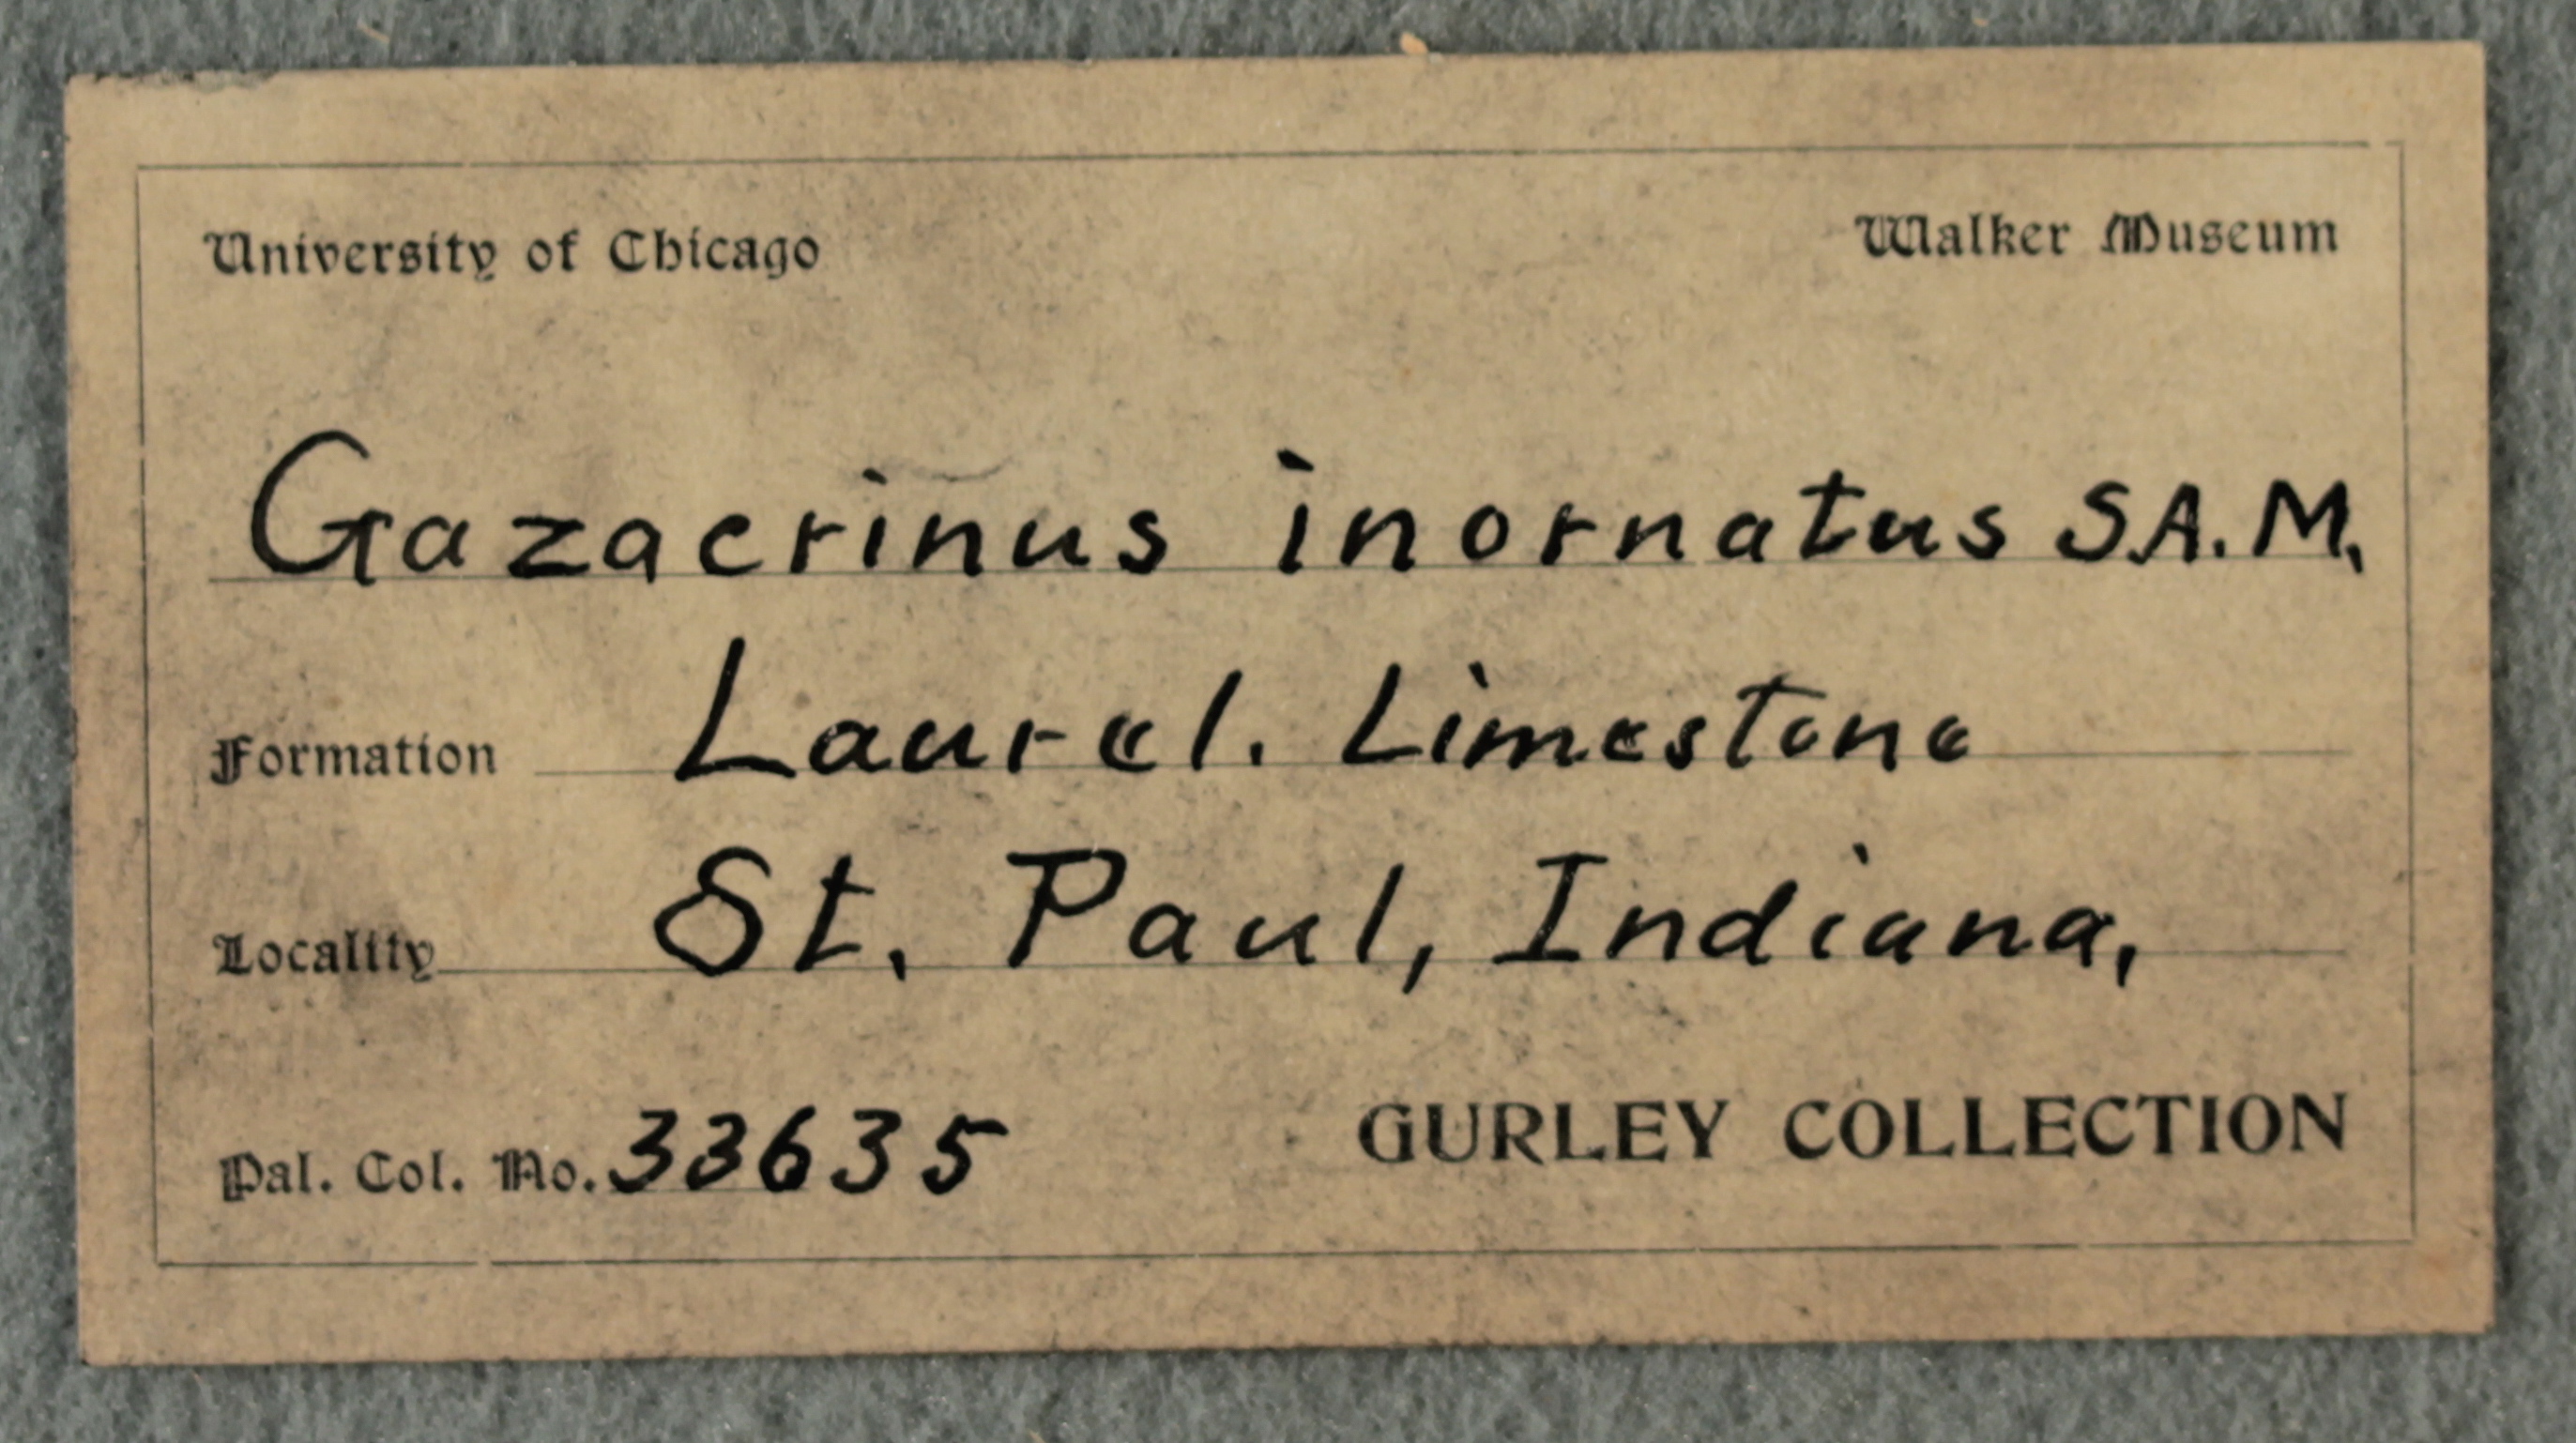 University of Chicago Walker Museum
Gazacrinus inornatus S.A.M.
Formation Laurel. Limestone
Locality St. Paul, Indiana,
Pal. Col. No. 33635 GURLEY COLLECTION